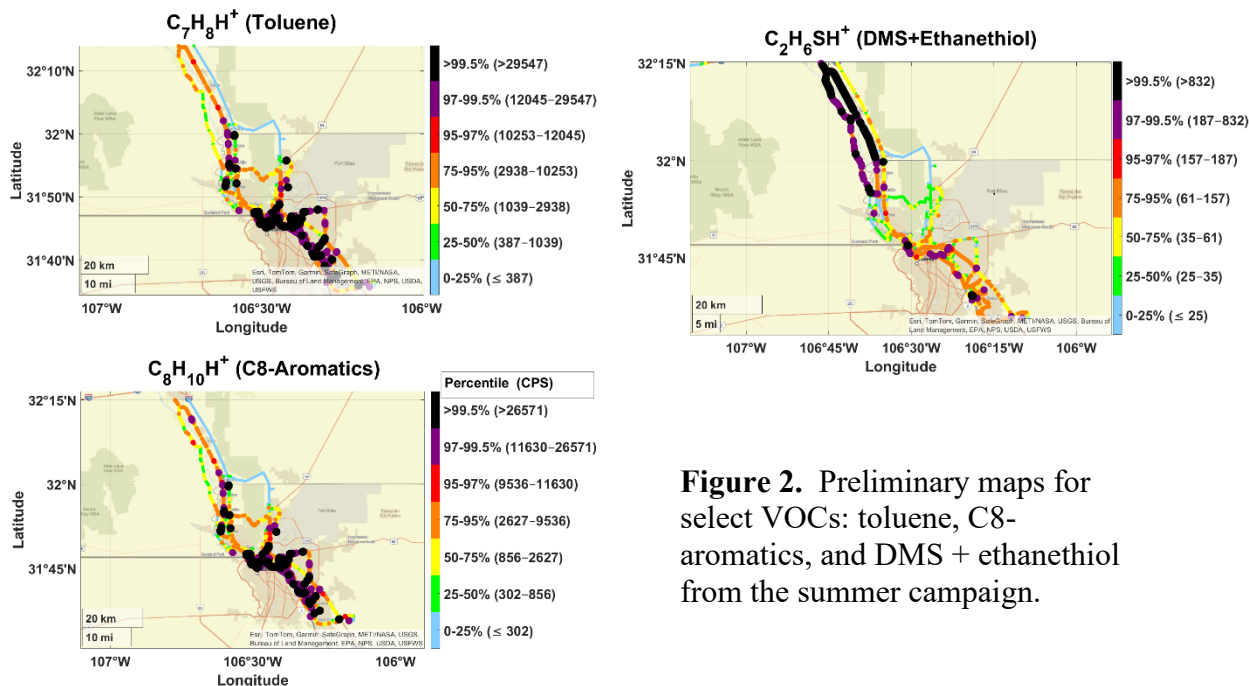 C7H8H+ (Toluene)
32°10'N
32°N
31°50'N
31°40'N
Latitude
20 km
10 mi
Esri, TomTom, Garmin, SafeGraph, METI/NASA,
USGS, Bureau of Land Management, EPA, NPS, USDA,
USFWS
107°W
106°30'W
106°W
Longitude
>99.5% (>29547)
97-99.5% (12045−29547)
95-97% (10253−12045)
75-95% (2938−10253)
50-75% (1039−2938)
25-50% (387−1039)
0-25% (≤ 387)
C2H6SH+ (DMS+Ethanethiol)
32°15'N
32°N
31°45'N
Latitude
Fort Bliss
Sunland Park
20 km
5 mi
Esri, TomTom, Garmin, SafeGraph, METI/NASA, USGS, Bureau of
Land Management, EPA, NPS, USDA, USFWS
107°W
106°45'W
106°30'W
106°15'W
106°W
Longitude
>99.5% (>832)
97-99.5% (187−832)
95-97% (157−187)
75-95% (61−157)
50-75% (35−61)
25-50% (25−35)
0-25% (≤ 25)
C8H10H+ (C8-Aromatics)
32°15'N
32°N
31°45'N
Latitude
20 km
10 mi
Esri, TomTom, Garmin, SafeGraph, METI/NASA, USGS,
Bureau of Land Management, EPA, NPS, USDA, USFWS
107°W
106°30'W
106°W
Longitude
Percentile (CPS)
>99.5% (>26571)
97-99.5% (11630−26571)
95-97% (9536−11630)
75-95% (2627−9536)
50-75% (856−2627)
25-50% (302−856)
0-25% (≤ 302)
Figure 2. Preliminary maps for
select VOCs: toluene, C8-
aromatics, and DMS + ethanethiol
from the summer campaign.